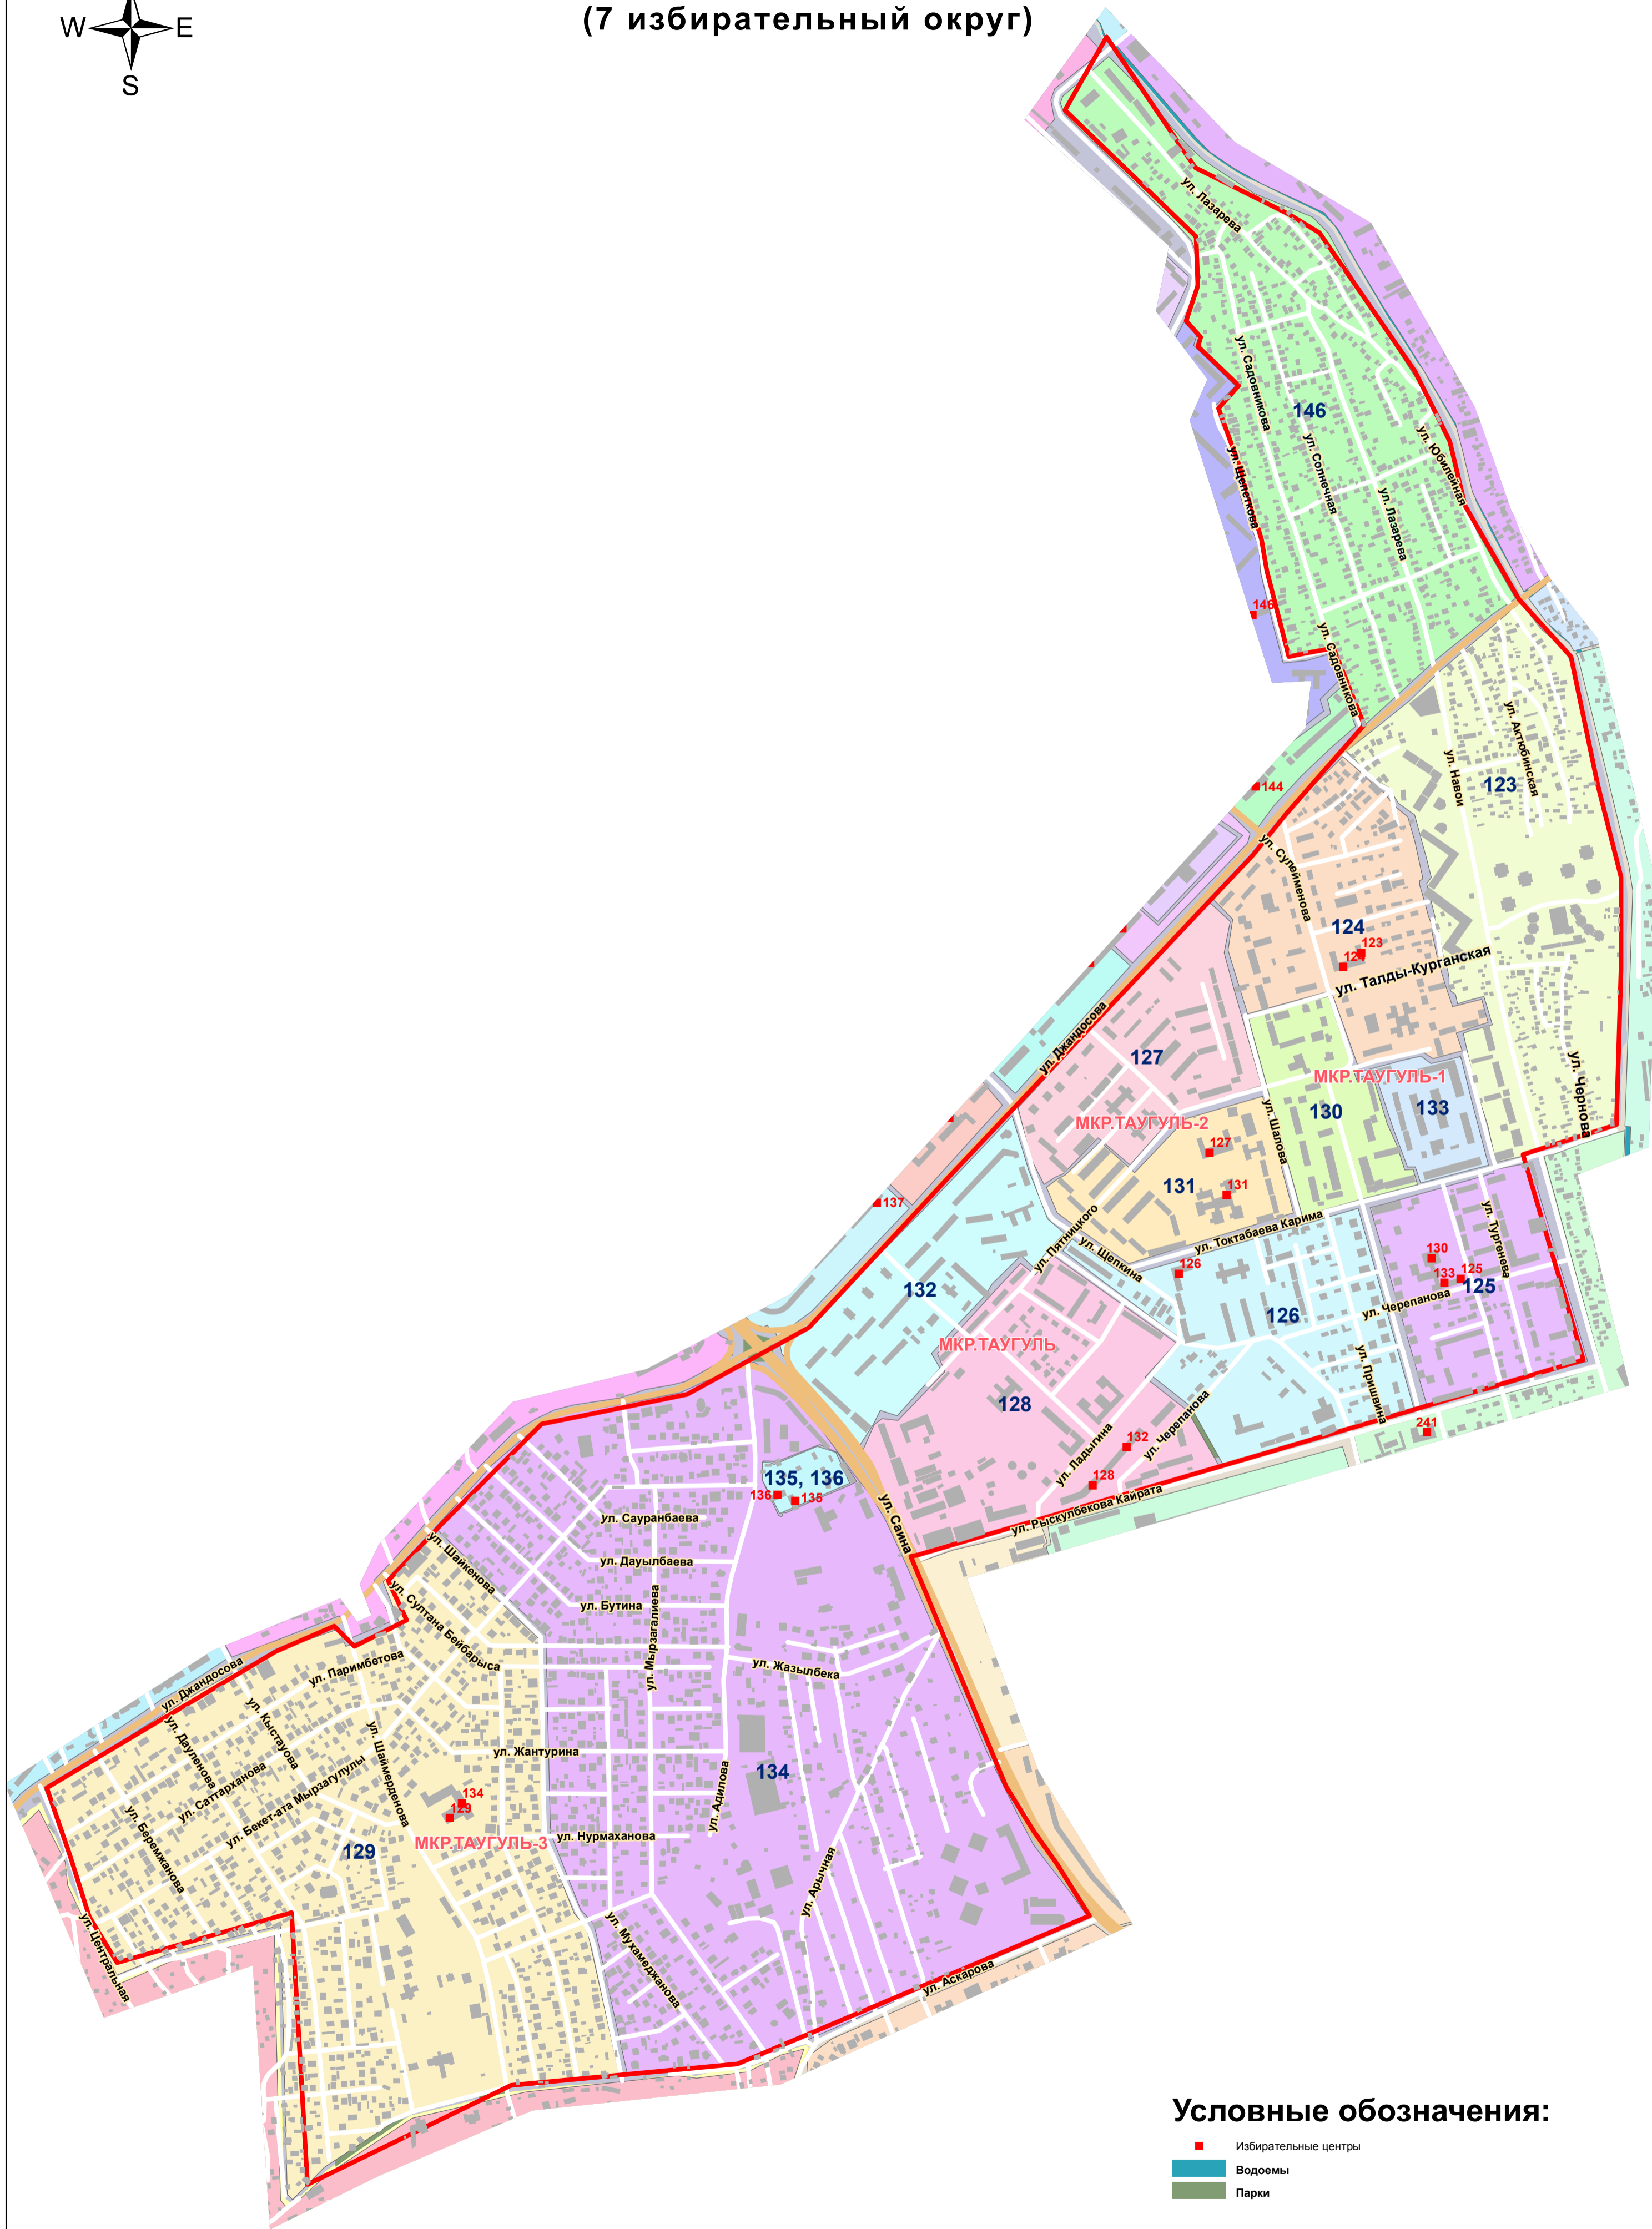 (7 избирательный округ)
W E
S
ул. Лазарева
ул. Садовникова
146
ул. Солнечная
ул. Юбилейная
ул. Щепеткова
ул. Лазарева
146
ул. Садовникова
ул. Актюбинская
ул. Навои
123
144
ул. Сулейменова
124
123
ул. Талды-Курганская
ул. Джандосова
127
ул. Чернова
МКР.ТАУГУЛЬ-1
130
133
МКР.ТАУГУЛЬ-2
ул. Шапова
127
131
131
137
ул. Токтабаева Карима
ул. Пятницкого
ул. Щепкина
ул. Тургенева
126
130
133
125
125
132
126
ул. Черепанова
МКР.ТАУГУЛЬ
ул. Пришвина
128
ул. Черепанова
ул. Ладыгина
132
241
128
135, 136
136
135
ул. Саина
ул. Рыскулбекова Кайрата
ул. Сауранбаева
ул. Шайкенова
ул. Дауылбаева
ул. Бутина
ул. Мырзагалиева
ул. Султана Бейбарыса
ул. Жазылбека
ул. Паримбетова
ул. Джандосова
ул. Кыстауова
ул. Дауленова
ул. Шаймерденова
ул. Жантурина
134
ул. Саттарханова
ул. Бекет-ата Мырзагулулы
ул. Адилова
134
129
ул. Беремжанова
129
МКР.ТАУГУЛЬ-3
ул. Нурмаханова
ул. Арычная
ул. Центральная
ул. Мухамеджанова
ул. Аскарова
Условные обозначения:
Избирательные центры
Водоемы
Парки